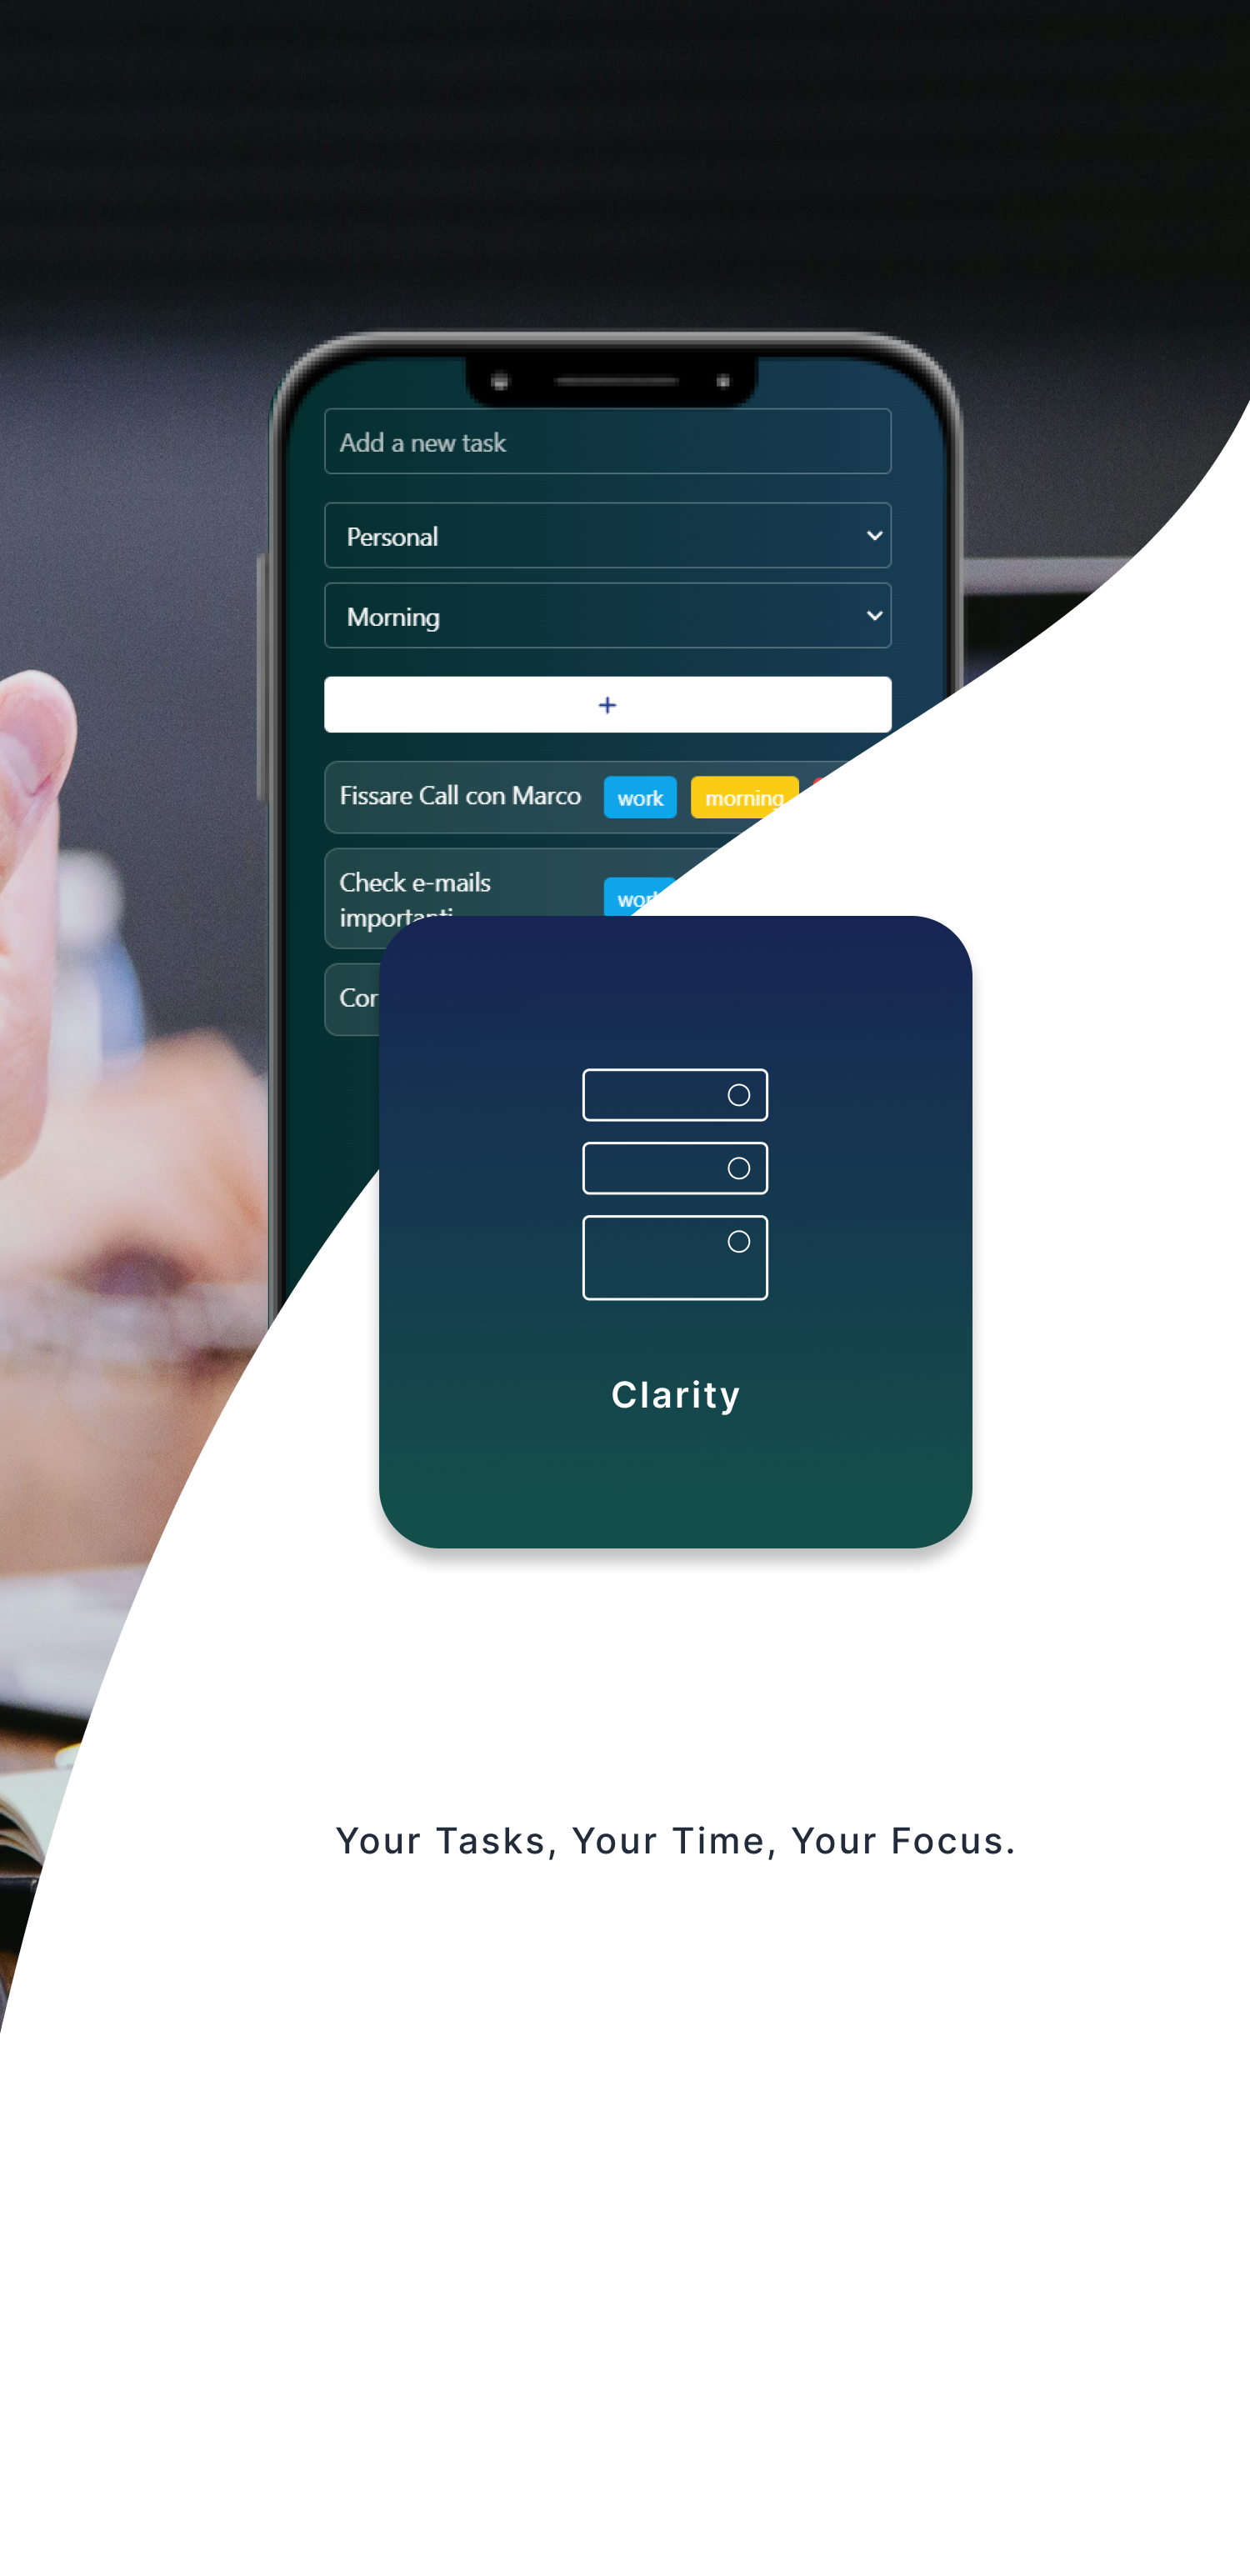 Add a new task
Personal
Morning
+
Fissare Call con Marco work morning
Check e-mails
importanti
Clarity
Your Tasks, Your Time, Your Focus.